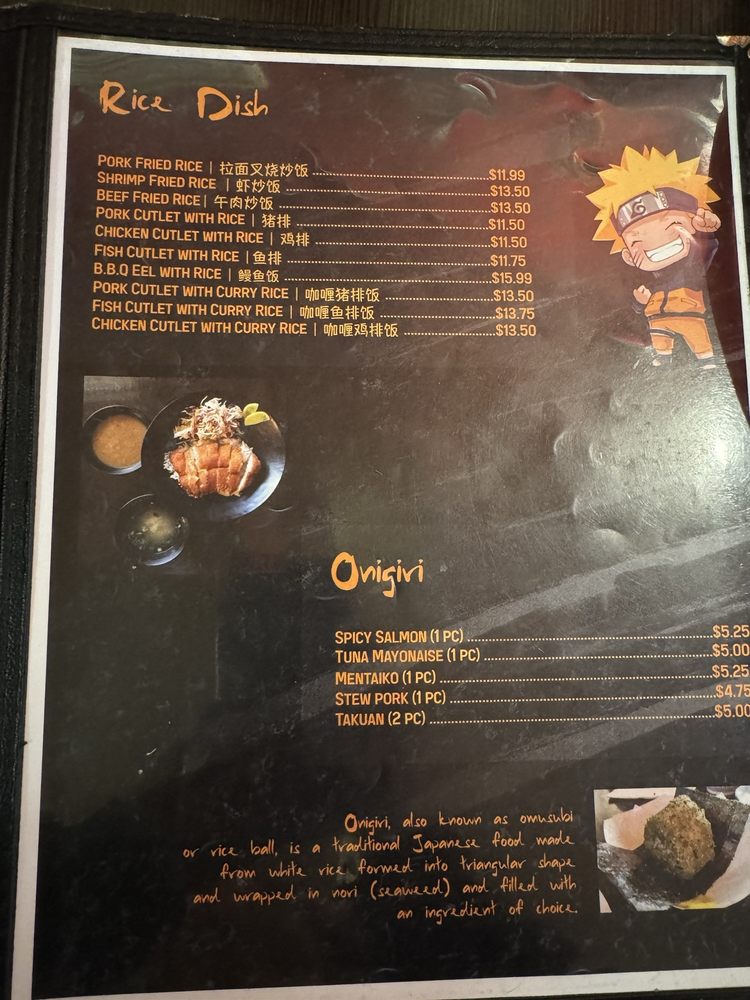 Rice Dish
Pork Fried Rice | 拉面叉烧炒饭 $11.99
Shrimp Fried Rice | 虾炒饭 $13.50
Beef Fried Rice | 午肉炒饭 $13.50
Pork Cutlet with Rice | 猪排 $11.50
Chicken Cutlet with Rice | 鸡排 $11.50
Fish Cutlet with Rice | 鱼排 $11.75
B.B.Q Eel with Rice | 鳗鱼饭 $15.99
Pork Cutlet with Curry Rice | 咖喱猪排饭 $13.50
Fish Cutlet with Curry Rice | 咖喱鱼排饭 $13.75
Chicken Cutlet with Curry Rice | 咖喱鸡排饭 $13.50
Onigiri
Spicy Salmon (1 pc) $5.25
Tuna Mayonaise (1 pc) $5.00
Mentaiko (1 pc) $5.25
Stew Pork (1 pc) $4.75
Takuan (2 pc) $5.00
Onigiri, also known as omusubi
or rice ball, is a traditional Japanese food made
from white rice formed into triangular shape
and wrapped in nori (seaweed) and filled with
an ingredient of choice.